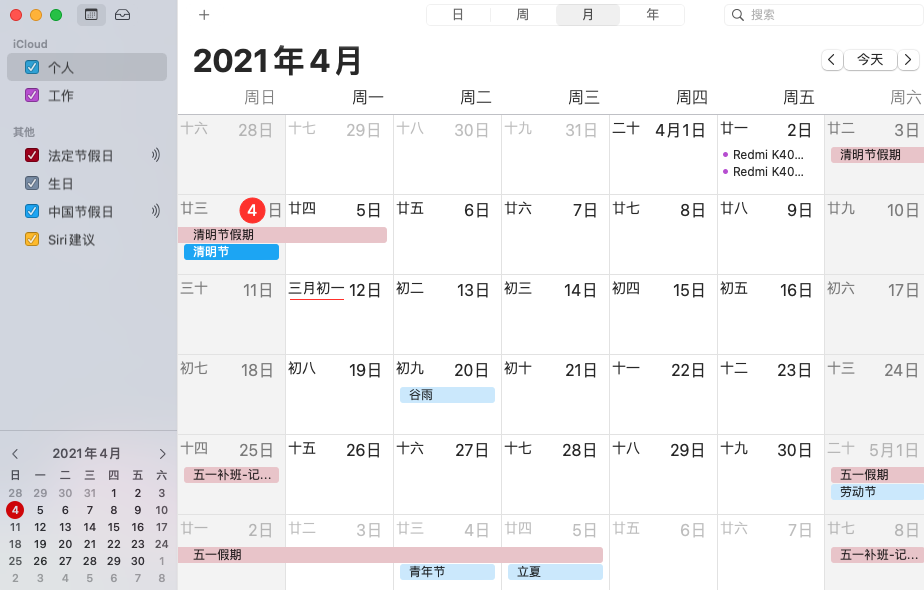 日 周 月 年
搜索
iCloud
个人
工作
其他
法定节假日
生日
中国节假日
Siri建议
2021年4月
今天
周日 周一 周二 周三 周四 周五 周六
十六 28日 十七 29日 十八 30日 十九 31日 二十 4月1日 廿一 2日 廿二 3日
Redmi K40...
Redmi K40...
清明节假期
廿三 4日 廿四 5日 廿五 6日 廿六 7日 廿七 8日 廿八 9日 廿九 10日
清明节假期
清明节
三十 11日 三月初一 12日 初二 13日 初三 14日 初四 15日 初五 16日 初六 17日
初七 18日 初八 19日 初九 20日 初十 21日 十一 22日 十二 23日 十三 24日
谷雨
十四 25日 十五 26日 十六 27日 十七 28日 十八 29日 十九 30日 二十 5月1日
五一补班-记... 五一假期
劳动节
廿一 2日 廿二 3日 廿三 4日 廿四 5日 廿五 6日 廿六 7日 廿七 8日
五一假期 五一补班-记...
青年节 立夏
2021年4月
日 一 二 三 四 五 六
28 29 30 31 1 2 3
4 5 6 7 8 9 10
11 12 13 14 15 16 17
18 19 20 21 22 23 24
25 26 27 28 29 30 1
2 3 4 5 6 7 8